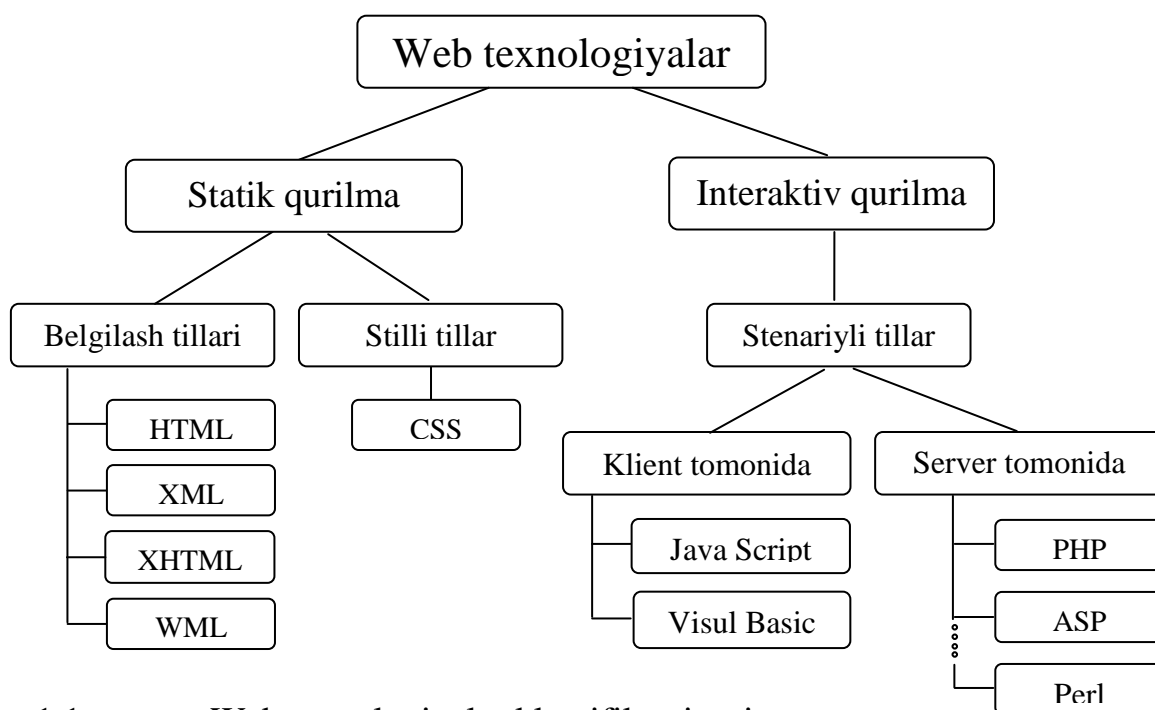 Web texnologiyalar
Statik qurilma
Interaktiv qurilma
Belgilash tillari
Stilli tillar
Stenariyli tillar
HTML
CSS
XML
XHTML
WML
Klient tomonida
Server tomonida
Java Script
PHP
Visul Basic
ASP
Perl